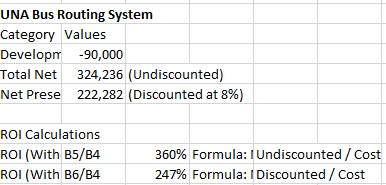 UNA Bus Routing System
Category Values
Developm -90,000
Total Net 324,236 (Undiscounted)
Net Prese 222,282 (Discounted at 8%)
ROI Calculations
ROI (With B5/B4 360% Formula: Undiscounted / Cost
ROI (With B6/B4 247% Formula: Discounted / Cost